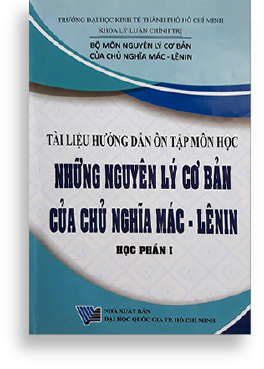 TRƯỜNG ĐẠI HỌC KINH TẾ THÀNH PHỐ HỒ CHÍ MINH
KHOA LÝ LUẬN CHÍNH TRỊ
BỘ MÔN NGUYÊN LÝ CƠ BẢN
CỦA CHỦ NGHĨA MÁC - LÊNIN
TÀI LIỆU HƯỚNG DẪN ÔN TẬP MÔN HỌC
NHỮNG NGUYÊN LÝ CƠ BẢN
CỦA CHỦ NGHĨA MÁC - LÊNIN
HỌC PHẦN I
NHÀ XUẤT BẢN
ĐẠI HỌC QUỐC GIA TP. HỒ CHÍ MINH